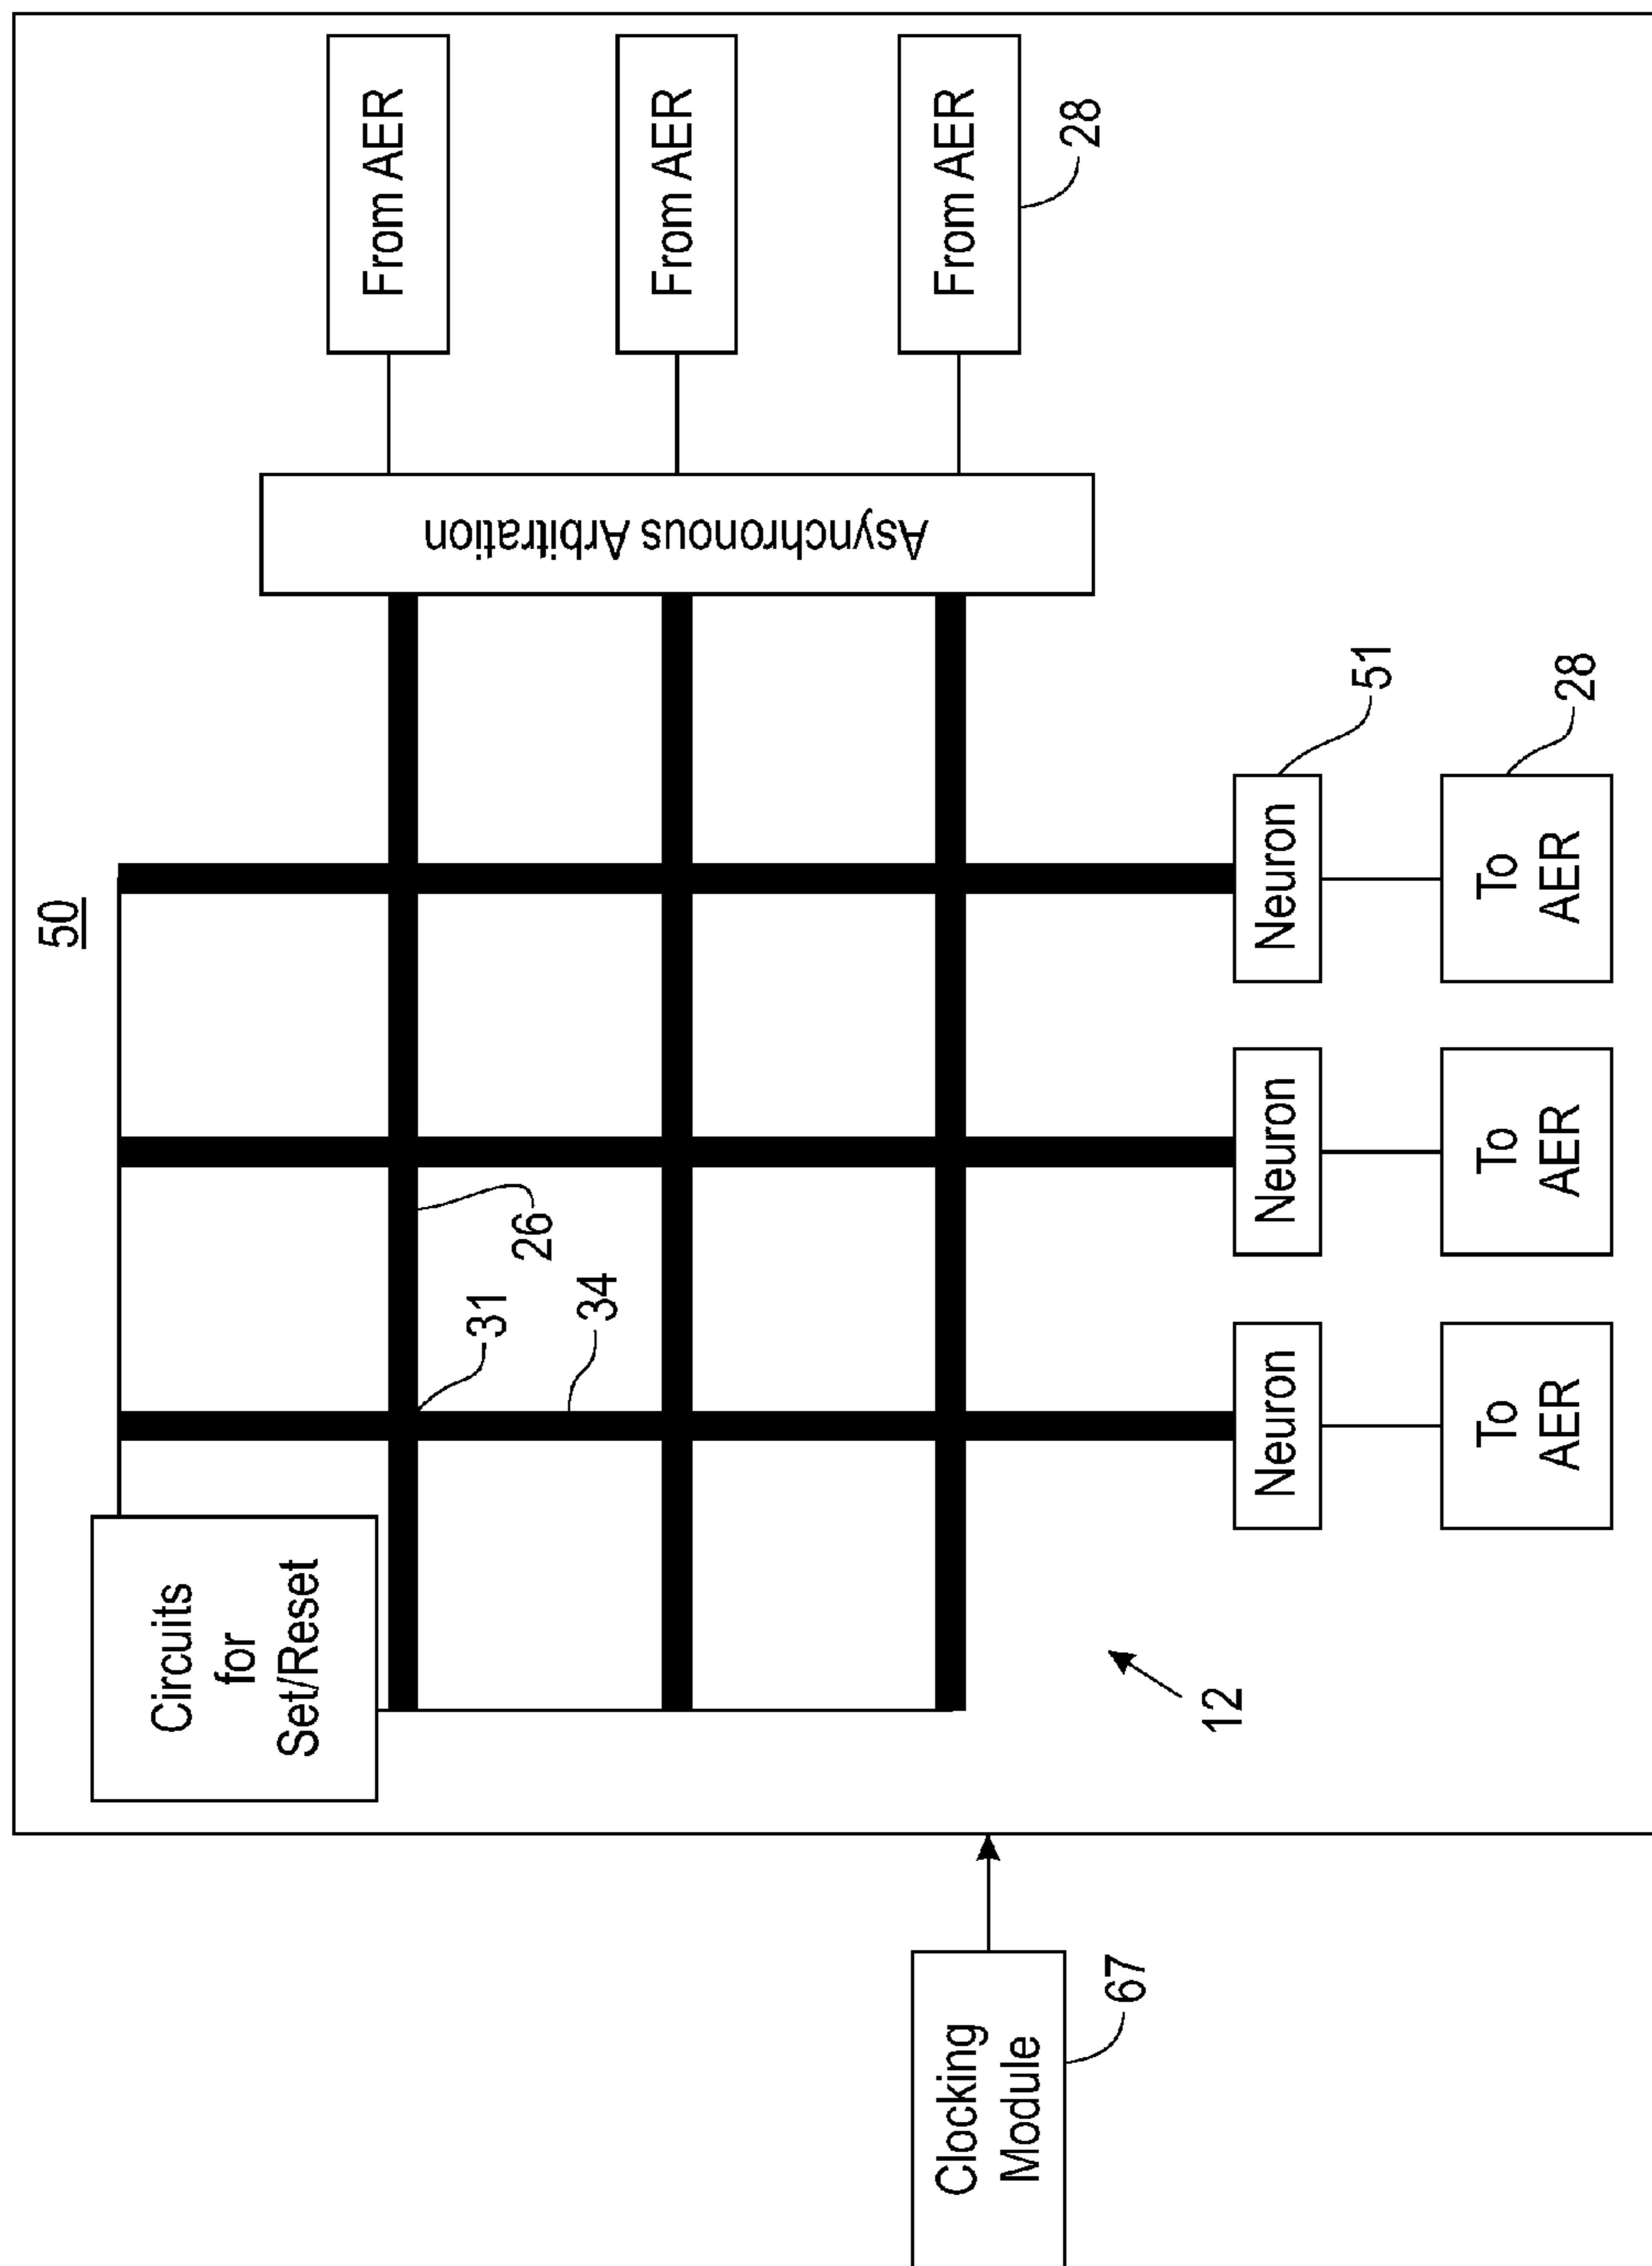 50
Circuits
for
Set/Reset
From AER
From AER
From AER
28
Asynchronous Arbitration
26
31
34
12
Neuron
Neuron
Neuron
51
To
AER
To
AER
To
AER
28
Clocking
Module
67